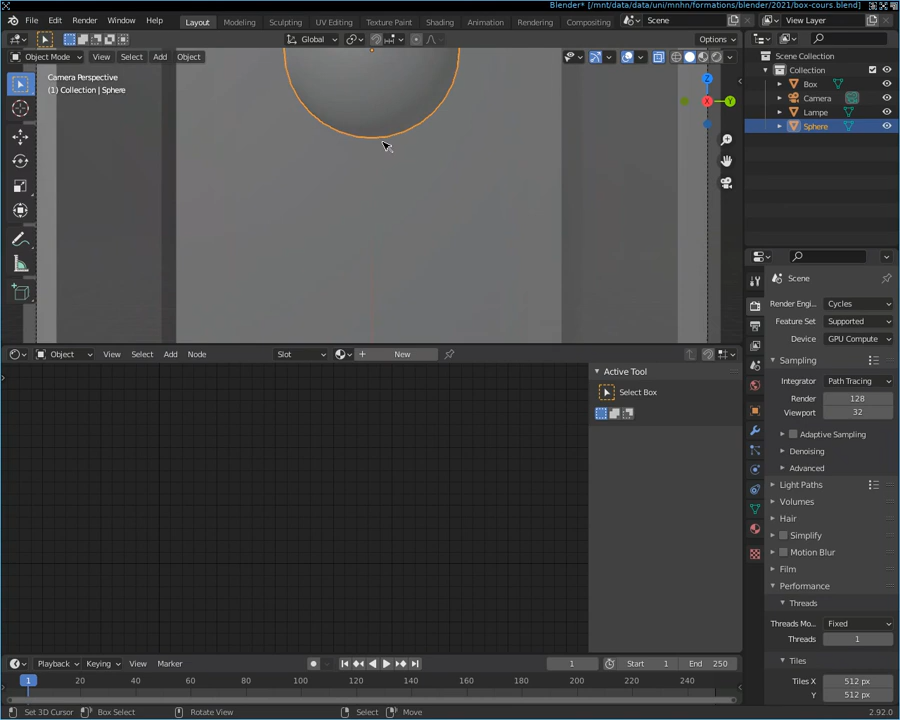 Blender* [/mnt/data/data/uni/mnhn/formations/blender/2021/box-cours.blend]
File Edit Render Window Help Layout Modeling Sculpting UV Editing Texture Paint Shading Animation Rendering Compositing Scene View Layer
Global Options
Object Mode View Select Add Object
Camera Perspective
(1) Collection | Sphere
Z
X
Y
Scene Collection
Collection
Box
Camera
Lampe
Sphere
Scene
Render Engi... Cycles
Feature Set Supported
Device GPU Compute
Sampling
Integrator Path Tracing
Render 128
Viewport 32
Adaptive Sampling
Denoising
Advanced
Light Paths
Volumes
Hair
Simplify
Motion Blur
Film
Performance
Threads
Threads Mo... Fixed
Threads 1
Tiles
Tiles X 512 px
Y 512 px
Object View Select Add Node Slot New
Active Tool
Select Box
Playback Keying View Marker 1 Start 1 End 250
1 20 40 60 80 100 120 140 160 180 200 220 240
Set 3D Cursor Box Select Rotate View Select Move 2.92.0